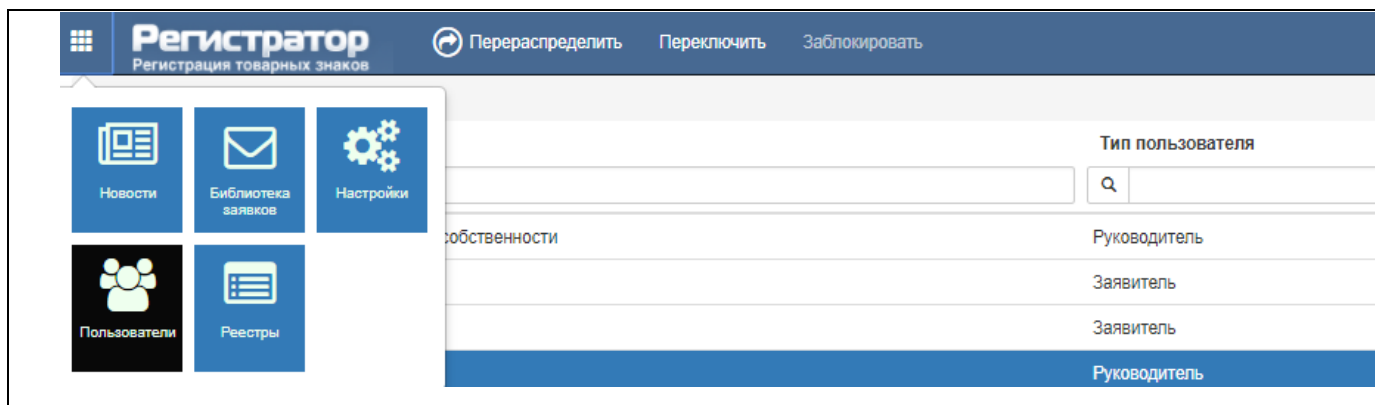 Регистратор
Регистрация товарных знаков
Перераспределить Переключить Заблокировать
Новости
Библиотека
заявков
Настройки
Пользователи
Реестры
Тип пользователя
собственности
Руководитель
Заявитель
Заявитель
Руководитель